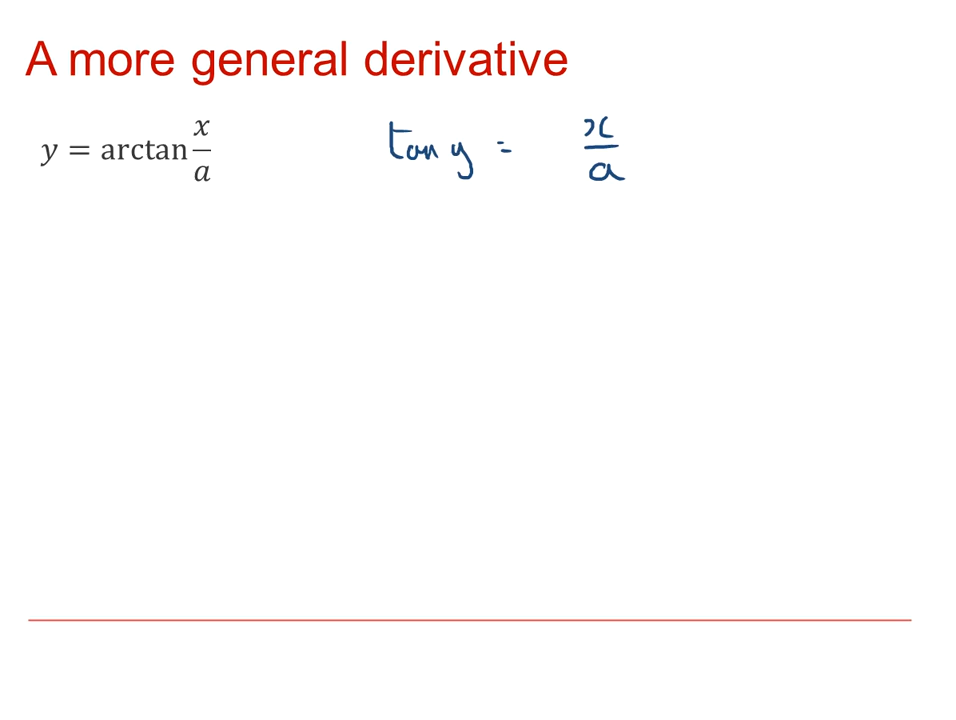 A more general derivative
y = arctan x/a
tan y = x/a